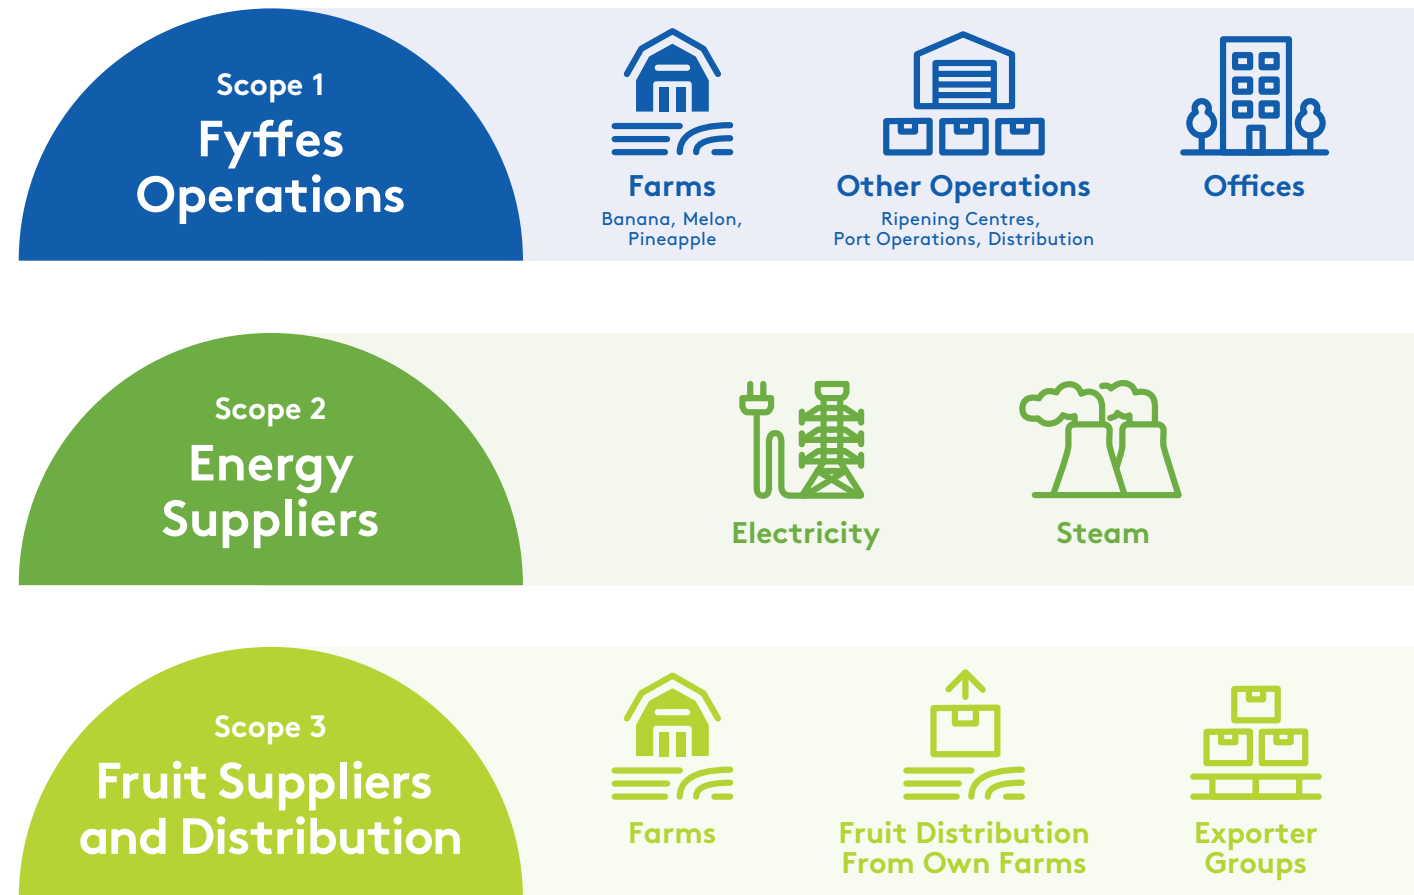 Scope 1
Fyffes
Operations
Farms
Banana, Melon,
Pineapple
Other Operations
Ripening Centres,
Port Operations, Distribution
Offices
Scope 2
Energy
Suppliers
Electricity
Steam
Scope 3
Fruit Suppliers
and Distribution
Farms
Fruit Distribution
From Own Farms
Exporter
Groups